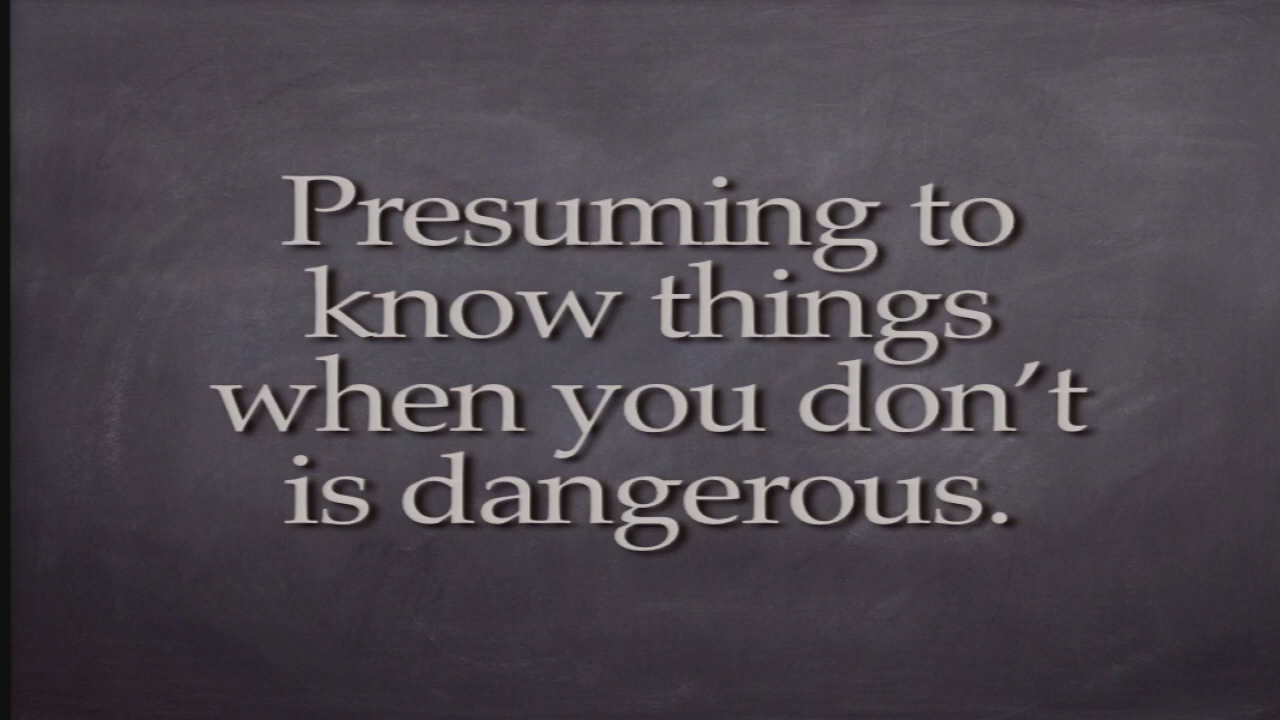 Presuming to
know things
when you don’t
is dangerous.